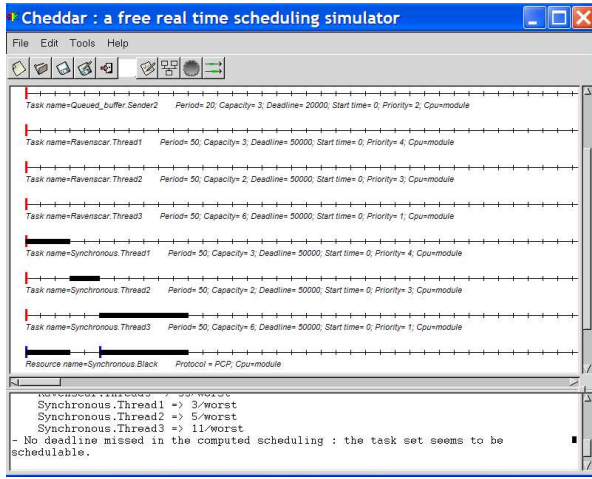 Cheddar : a free real time scheduling simulator
File Edit Tools Help
Task name=Queued_buffer.Sender2 Period= 20; Capacity= 3; Deadline= 20000; Start time= 0; Priority= 2; Cpu=module
Task name=Ravenscar.Thread1 Period= 50; Capacity= 3; Deadline= 50000; Start time= 0; Priority= 4; Cpu=module
Task name=Ravenscar.Thread2 Period= 50; Capacity= 2; Deadline= 50000; Start time= 0; Priority= 3; Cpu=module
Task name=Ravenscar.Thread3 Period= 50; Capacity= 6; Deadline= 50000; Start time= 0; Priority= 1; Cpu=module
Task name=Synchronous.Thread1 Period= 50; Capacity= 3; Deadline= 50000; Start time= 0; Priority= 4; Cpu=module
Task name=Synchronous.Thread2 Period= 50; Capacity= 2; Deadline= 50000; Start time= 0; Priority= 3; Cpu=module
Task name=Synchronous.Thread3 Period= 50; Capacity= 6; Deadline= 50000; Start time= 0; Priority= 1; Cpu=module
Resource name=Synchronous.Black Protocol = PCP; Cpu=module
Synchronous.Thread1 => 3/worst
Synchronous.Thread2 => 5/worst
Synchronous.Thread3 => 11/worst
- No deadline missed in the computed scheduling : the task set seems to be
schedulable.